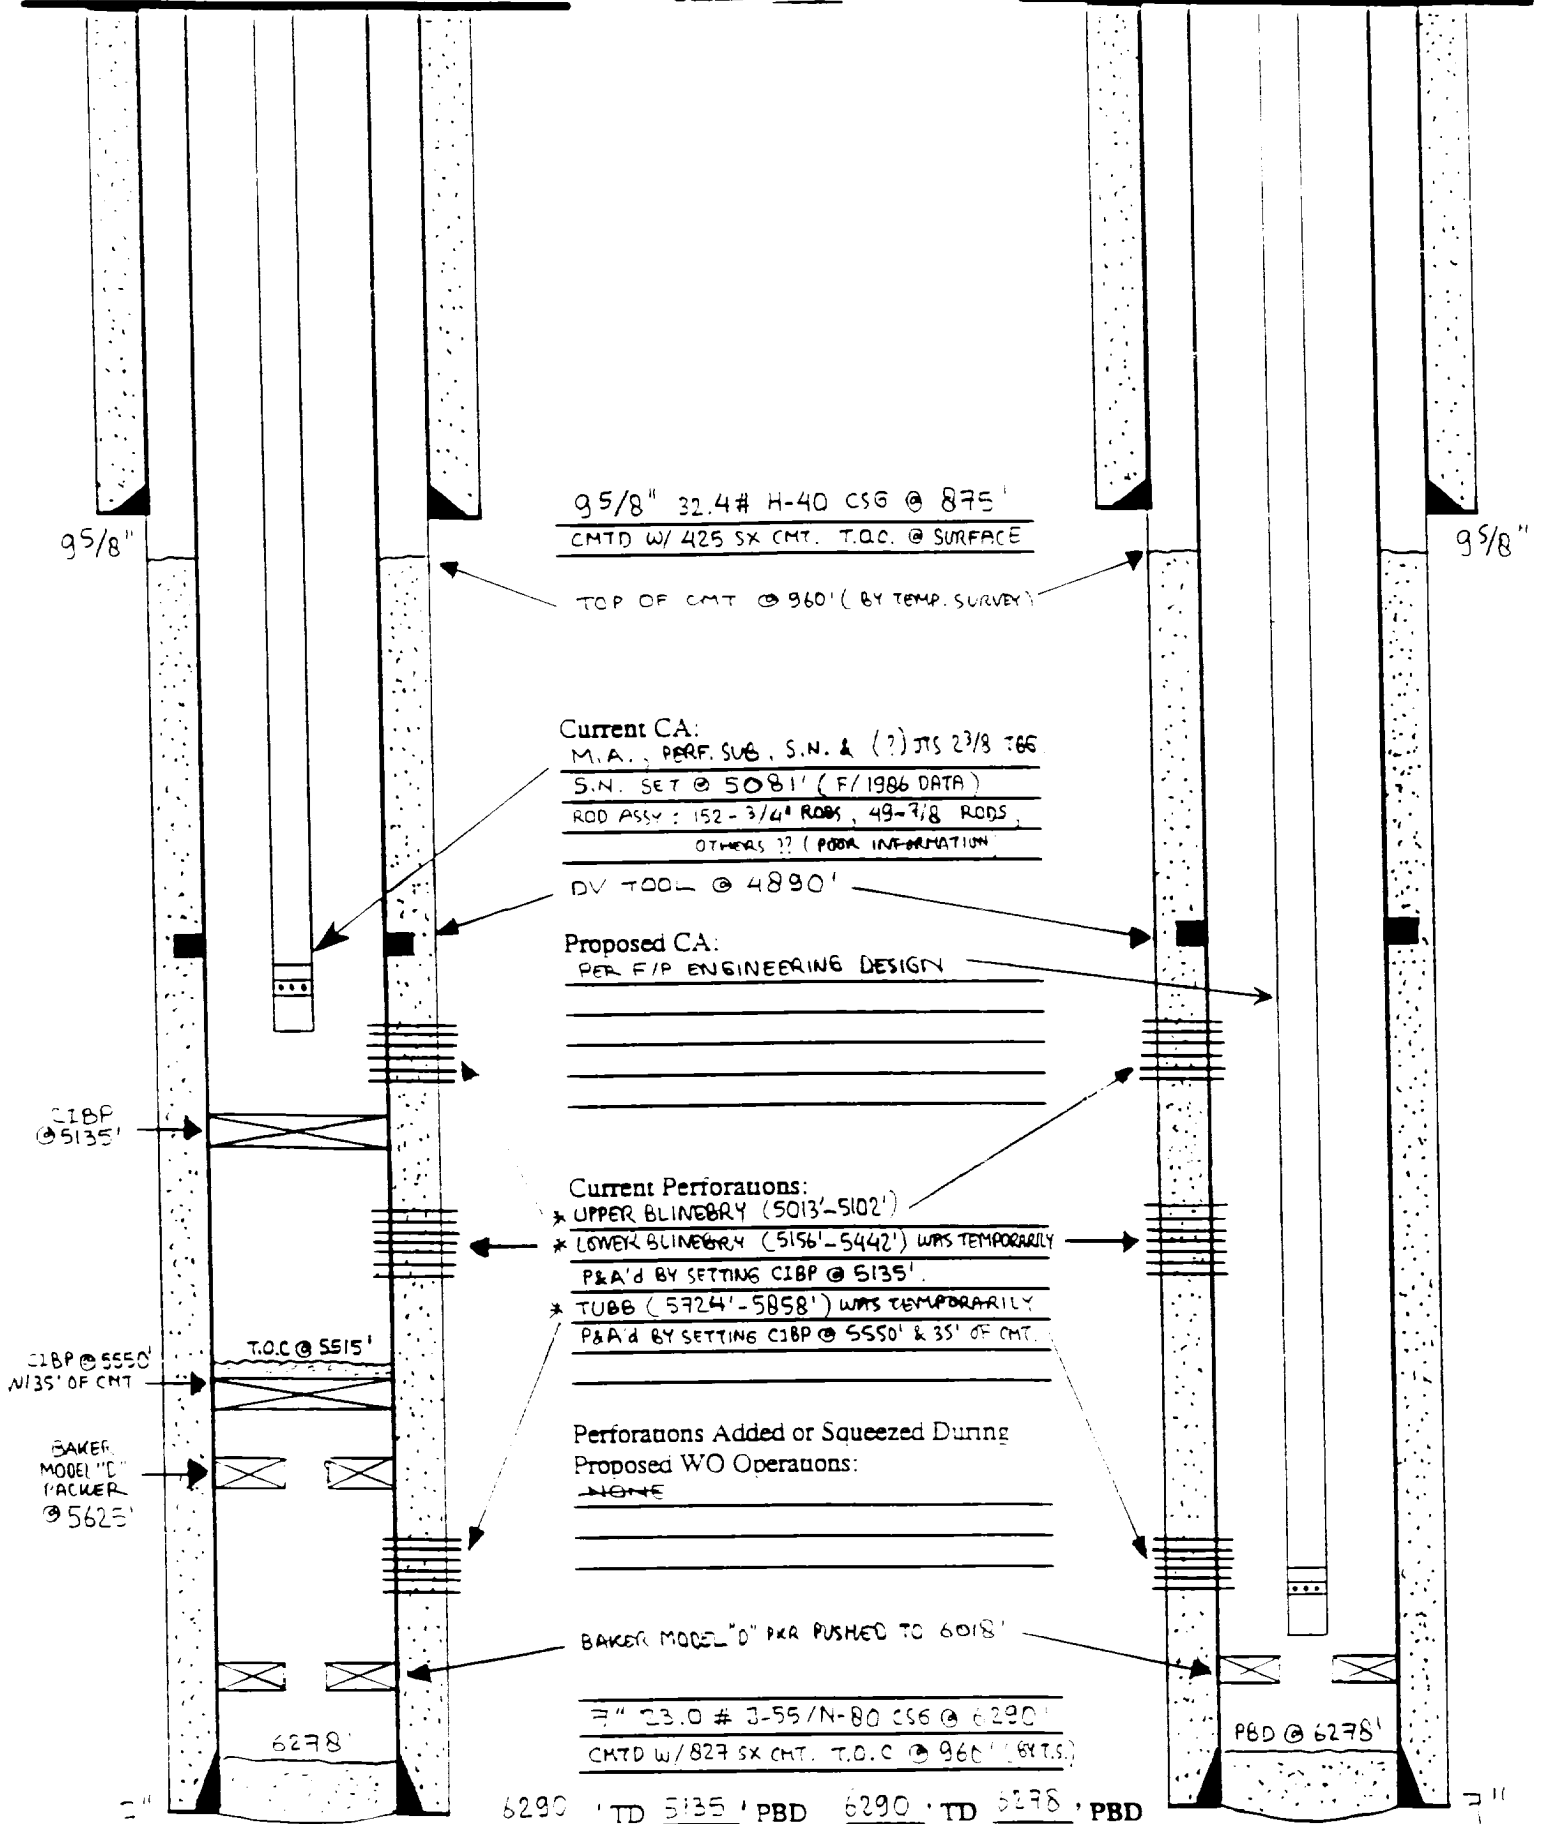 9 5/8" 32.4# H-40 CSG @ 875'
CMTD W/ 425 SX CMT. T.O.C. @ SURFACE
9 5/8"
9 5/8"
TOP OF CMT @ 960' (BY TEMP. SURVEY)
Current CA:
M.A., PERF. SUB, S.N. & (?) JTS 2 3/8 TBG
S.N. SET @ 5081' (F/ 1986 DATA)
ROD ASSY: 152 - 3/4" RODS, 49 - 7/8 RODS,
OTHERS ?? (POOR INFORMATION
DV TOOL @ 4890'
Proposed CA:
PER F/P ENGINEERING DESIGN
CIBP
@ 5135'
Current Perforations:
* UPPER BLINEBRY (5013'-5102')
* LOWER BLINEBRY (5156'-5442') WAS TEMPORARILY
P&A'd BY SETTING CIBP @ 5135'.
* TUBB (5724'-5858') WAS TEMPORARILY
P&A'd BY SETTING CIBP @ 5550' & 35' OF CMT.
T.O.C @ 5515'
CIBP @ 5550'
W/35' OF CMT
BAKER
MODEL "D"
PACKER
@ 5625'
Perforations Added or Squeezed During
Proposed WO Operations:
NONE
BAKER MODEL "D" PKR PUSHED TO 6018'
7" 23.0 # J-55/N-80 CSG @ 6290'
CMTD W/ 827 SX CMT. T.O.C @ 960' (BY T.S.)
6278'
PBD @ 6278'
7"
6290 ' TD 5135 ' PBD 6290 ' TD 6278 ' PBD
7"